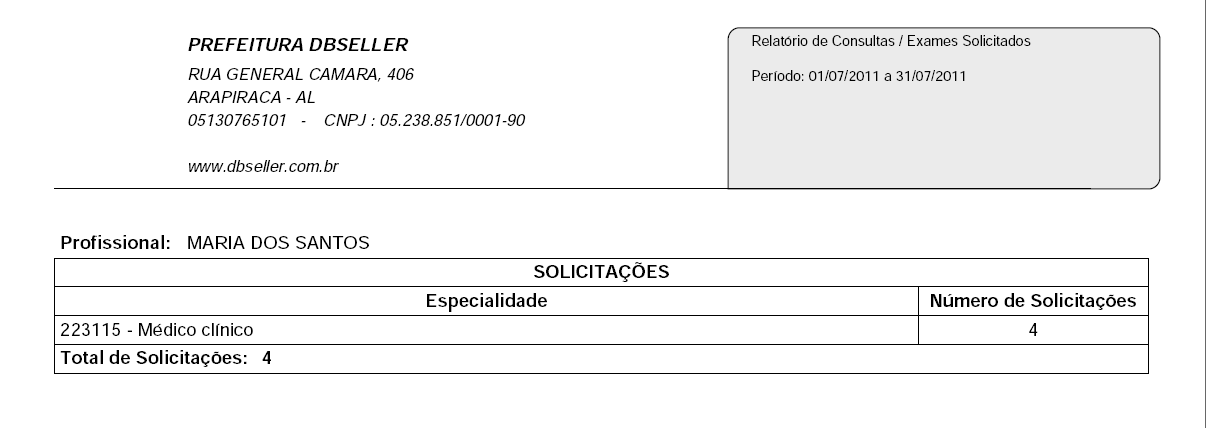 PREFEITURA DBSELLER
RUA GENERAL CAMARA, 406
ARAPIRACA - AL
05130765101 - CNPJ : 05.238.851/0001-90
www.dbseller.com.br
Relatório de Consultas / Exames Solicitados
Período: 01/07/2011 a 31/07/2011
Profissional: MARIA DOS SANTOS
SOLICITAÇÕES
Especialidade Número de Solicitações
223115 - Médico clínico 4
Total de Solicitações: 4